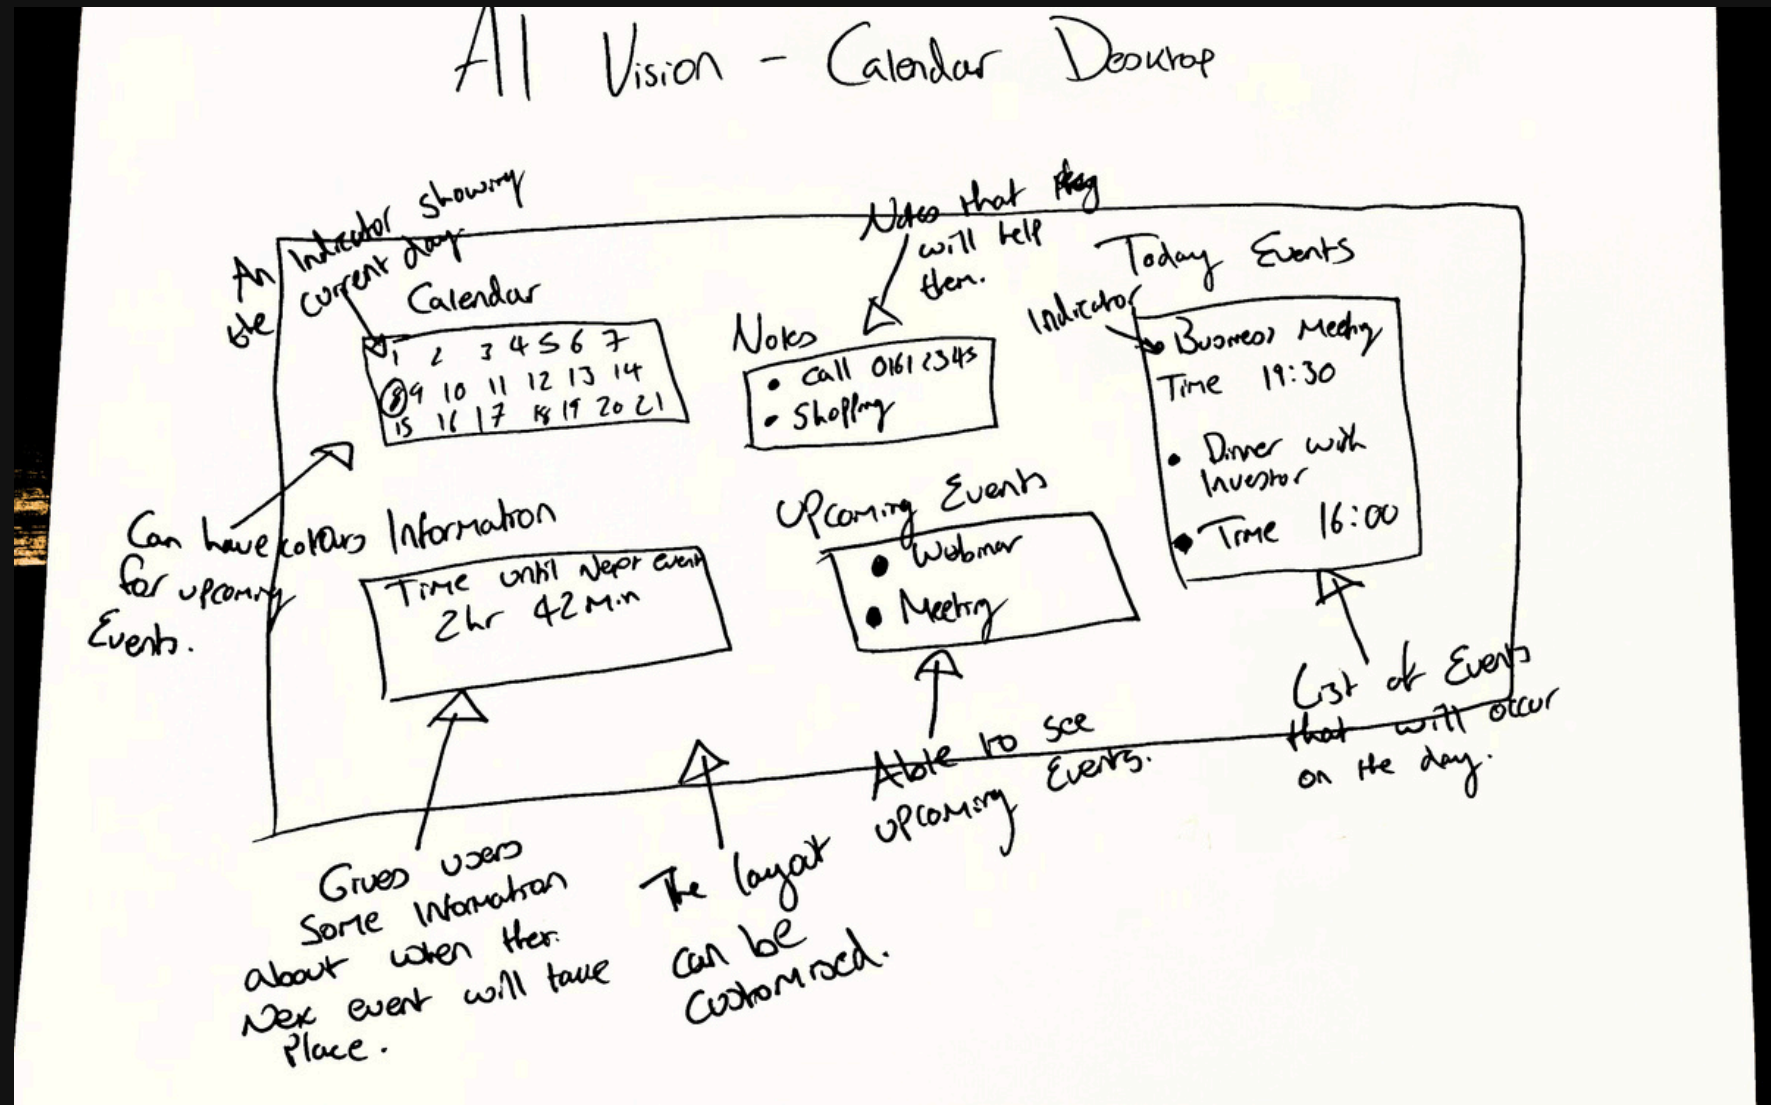 All Vision - Calendar Desktop
An Indicator showing
the current day
Calendar
1 2 3 4 5 6 7
8 9 10 11 12 13 14
15 16 17 18 19 20 21
Can have colours
for upcoming
Events.
Notes that
will help
them.
Notes
• Call 01612345
• Shopping
Today Events
Indicator
• Business Meeting
Time 19:30
• Dinner with
Investor
• Time 16:00
List of Events
that will occur
on the day.
Information
Time until Next event
2hr 42min
Gives users
Some Information
about when
Nex event will take
Place.
The layout
can be
Customised.
Upcoming Events
• Webinar
• Meeting
Able to see
upcoming Events.